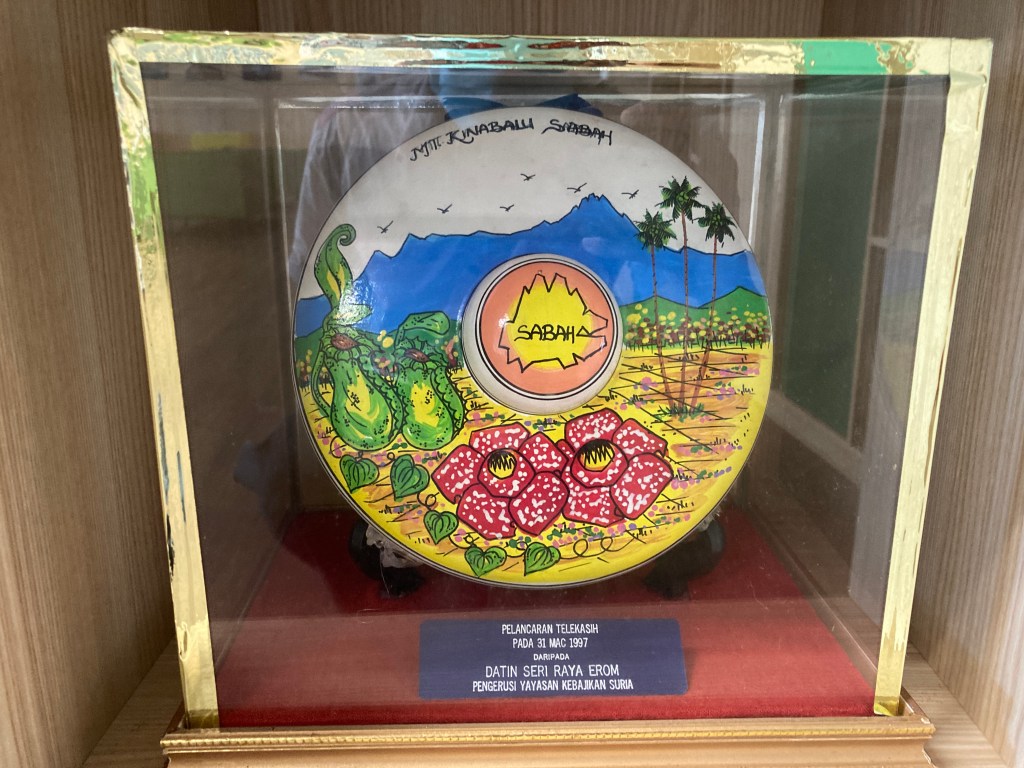 MT. KINABALU SABAH
SABAH
PELANCARAN TELEKASIH
PADA 31 MAC 1997
DARIPADA
DATIN SERI RAYA EROM
PENGERUSI YAYASAN KEBAJIKAN SURIA